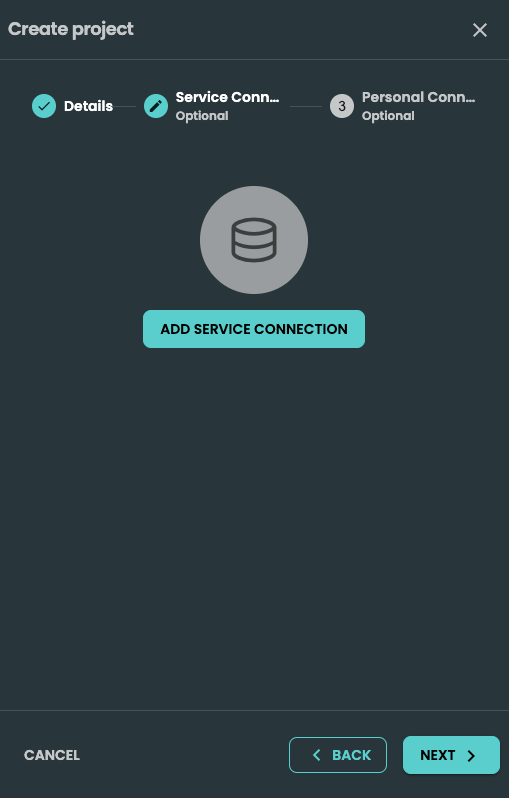 Create project
Details
Service Conn...
Optional
3
Personal Conn...
Optional
ADD SERVICE CONNECTION
CANCEL
BACK
NEXT